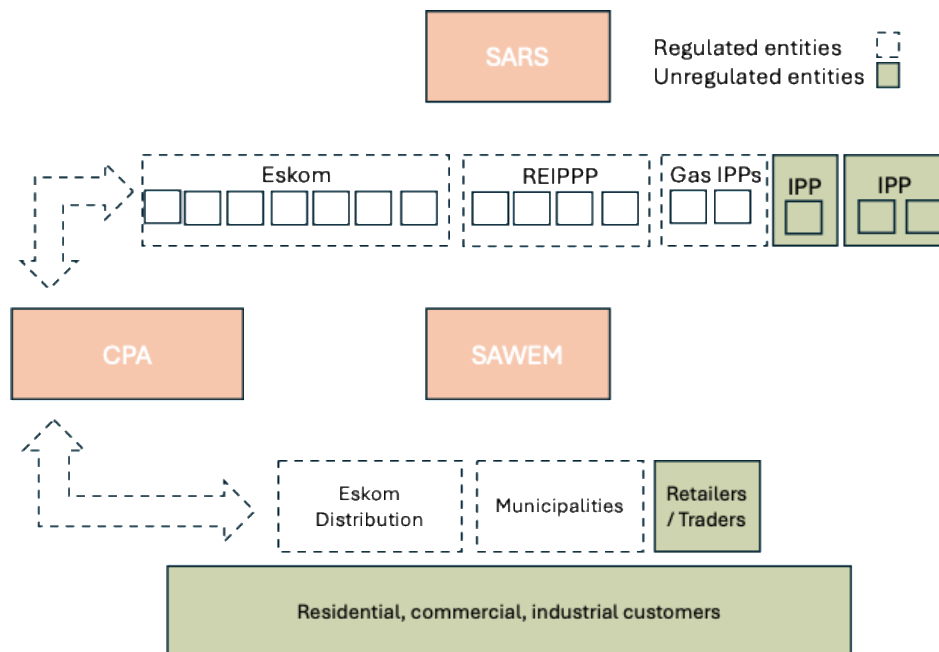 SARS
Regulated entities
Unregulated entities
Eskom
REIPPP
Gas IPPs
IPP
IPP
CPA
SAWEM
Eskom
Distribution
Municipalities
Retailers
/ Traders
Residential, commercial, industrial customers